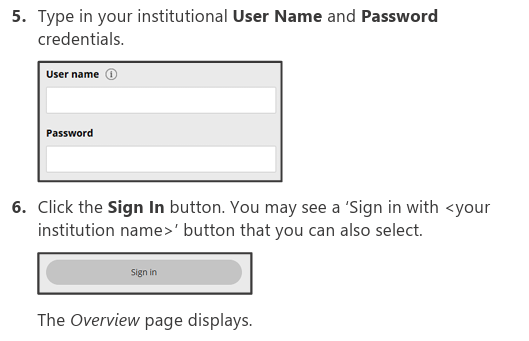 5. Type in your institutional User Name and Password
credentials.
User name
Password
6. Click the Sign In button. You may see a ‘Sign in with <your
institution name>’ button that you can also select.
Sign in
The Overview page displays.